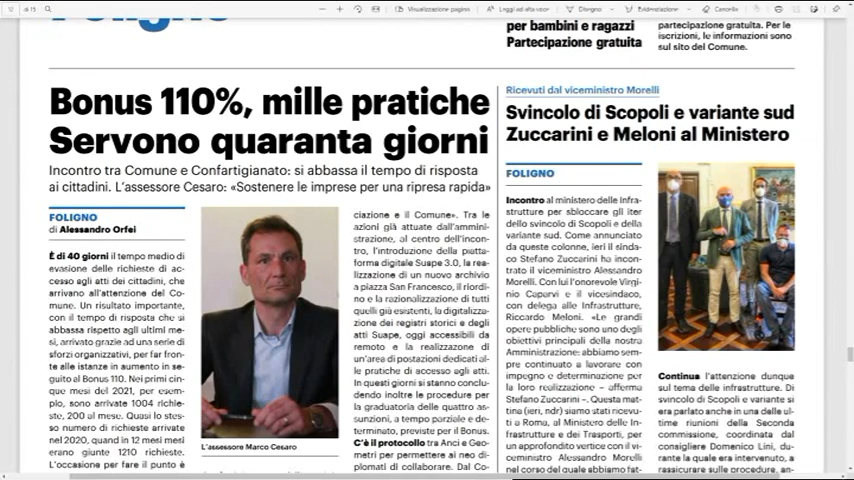 Visualizzazione pagina
Leggi ad alta voce
Disegno
Evidenziazione
Cancella
Foligno
per bambini e ragazzi
Partecipazione gratuita
partecipazione gratuita. Per le
iscrizioni, le informazioni sono
sul sito del Comune.
Bonus 110%, mille pratiche
Servono quaranta giorni
Incontro tra Comune e Confartigianato: si abbassa il tempo di risposta
ai cittadini. L'assessore Cesaro: «Sostenere le imprese per una ripresa rapida»
FOLIGNO
di Alessandro Orfei
È di 40 giorni il tempo medio di
evasione delle richieste di ac-
cesso agli atti dei cittadini, che
arrivano all'attenzione del Co-
mune. Un risultato importante,
con il tempo di risposta che si
abbassa rispetto agli ultimi me-
si, arrivato grazie ad una serie di
sforzi organizzativi, per far fronte
alle istanze in aumento in se-
guito al Bonus 110. Nei primi cin-
que mesi del 2021, per esem-
pio, sono arrivate 1004 richie-
ste, 200 al mese. Quasi lo stes-
so numero di richieste arrivate
nel 2020, quando in 12 mesi
erano giunte 1210 richieste.
L'occasione per fare il punto è
L'assessore Marco Cesaro
ciazione e il Comune». Tra le
azioni già attuate dall'ammini-
strazione, al centro dell'incon-
tro, l'introduzione della piatta-
forma digitale Suape 3.0, la rea-
lizzazione di un nuovo archivio
a piazza San Francesco, il riordi-
no e la razionalizzazione di tutti
quelli già esistenti, la digitalizza-
zione dei registri storici e degli
atti Suape, oggi accessibili da
remoto e la realizzazone di
un'area di postazioni dedicati al-
le pratiche di accesso agli atti.
In questi giorni si stanno conclu-
dendo inoltre le procedure per
la graduatoria delle quattro as-
sunzioni, a tempo parziale e de-
terminato, previste per il Bonus.
C'è il protocollo tra Anci e Geo-
metri per permettere ai neo di-
plomati di collaborare. Dal Co-
Ricevuti dal viceministro Morelli
Svincolo di Scopoli e variante sud
Zuccarini e Meloni al Ministero
FOLIGNO
Incontro al ministero delle Infra-
strutture per sbloccare gli iter
dello svincolo di Scopoli e della
variante sud. Come annunciato
da queste colonne, ieri il sinda-
co Stefano Zuccarini ha incon-
trato il viceministro Alessandro
Morelli. Con lui l'onorevole Virgi-
nio Caparvi e il vicesindaco,
con delega alle Infrastrutture,
Riccardo Meloni. «Le grandi
opere pubbliche sono uno degli
obiettivi principali della nostra
Amministrazione: abbiamo sem-
pre continuato a lavorare con
impegno e determinazione per
la loro realizzazione – afferma
Stefano Zuccarini –. Questa mat-
tina (ieri, ndr) siamo stati ricevu-
ti a Roma, al Ministero delle In-
frastrutture e dei Trasporti, per
un approfondito vertice con il vi-
ceministro Alessandro Morelli
nel corso del quale abbiamo fat-
Continua l'attenzione dunque
sul tema delle infrastrutture. Di
svincolo di Scopoli e variante si
era parlato anche in una delle ul-
time riunioni della Seconda
commissione, coordinata dal
consigliere Domenico Lini, du-
rante la quale era intervenuto, a
rassicurare sulle procedure, an-